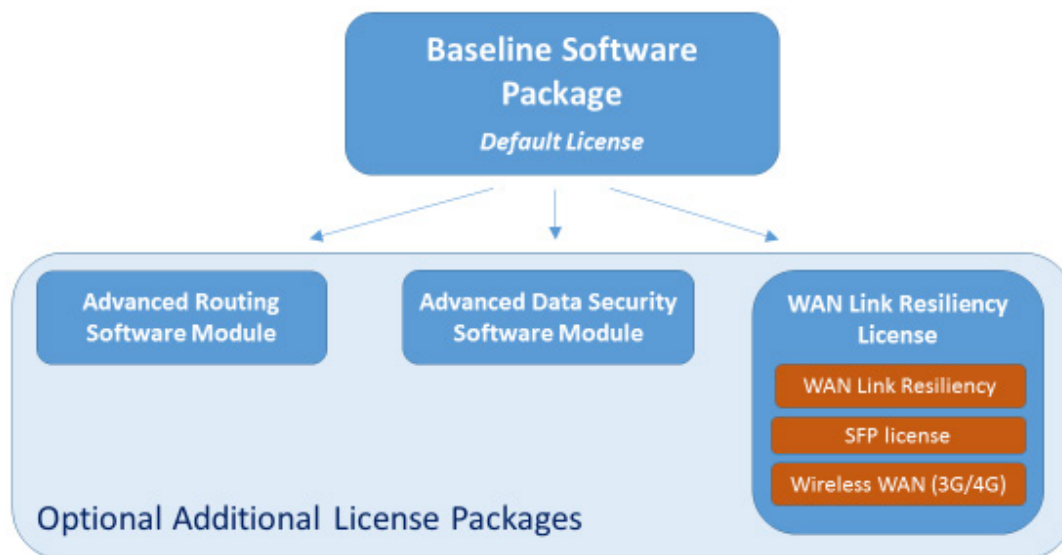 Baseline Software
Package
Default License
Advanced Routing
Software Module
Advanced Data Security
Software Module
WAN Link Resiliency
License
WAN Link Resiliency
SFP license
Wireless WAN (3G/4G)
Optional Additional License Packages